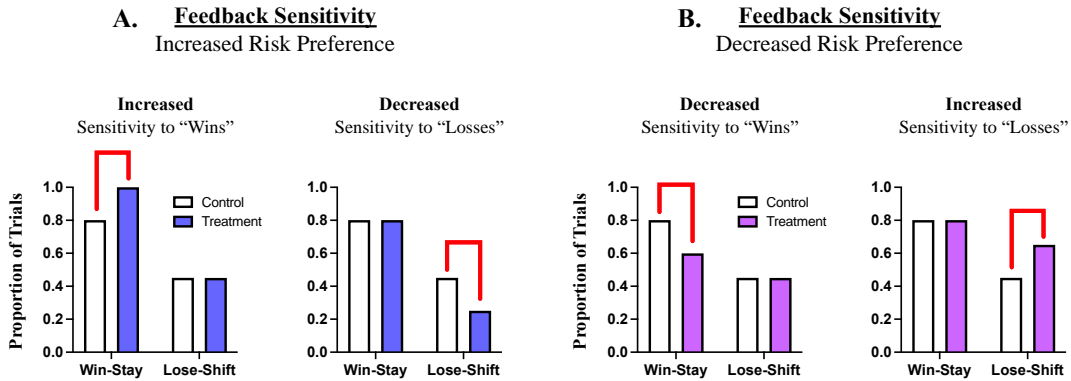 A. Feedback Sensitivity
Increased Risk Preference
Increased
Sensitivity to “Wins”
Decreased
Sensitivity to “Losses”
Proportion of Trials
1.0
0.8
0.6
0.4
0.2
0.0
Control
Treatment
Win-Stay Lose-Shift
1.0
0.8
0.6
0.4
0.2
0.0
Win-Stay Lose-Shift
B. Feedback Sensitivity
Decreased Risk Preference
Decreased
Sensitivity to “Wins”
Increased
Sensitivity to “Losses”
Proportion of Trials
1.0
0.8
0.6
0.4
0.2
0.0
Control
Treatment
Win-Stay Lose-Shift
1.0
0.8
0.6
0.4
0.2
0.0
Win-Stay Lose-Shift